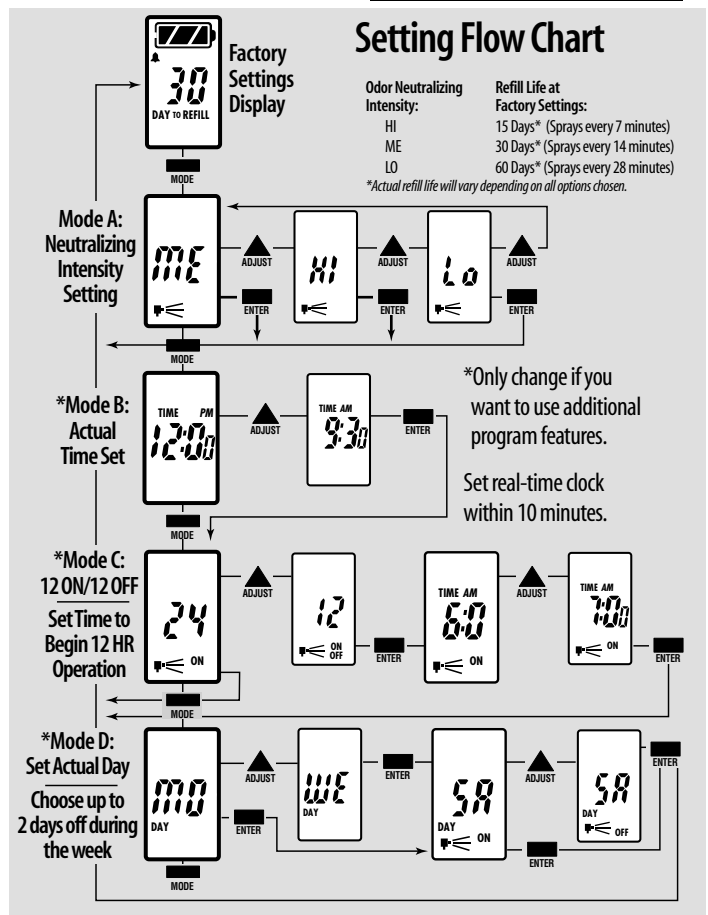 Setting Flow Chart
30
DAY TO REFILL
Factory
Settings
Display
Odor Neutralizing
Intensity:
Refill Life at
Factory Settings:
HI
15 Days* (Sprays every 7 minutes)
ME
30 Days* (Sprays every 14 minutes)
LO
60 Days* (Sprays every 28 minutes)
*Actual refill life will vary depending on all options chosen.
MODE
Mode A:
Neutralizing
Intensity
Setting
ME
ADJUST
ENTER
HI
ADJUST
ENTER
Lo
ADJUST
ENTER
MODE
*Mode B:
Actual
Time Set
TIME PM
12:00
ADJUST
TIME AM
9:30
ENTER
*Only change if you
want to use additional
program features.
Set real-time clock
within 10 minutes.
MODE
*Mode C:
12 ON/12 OFF
Set Time to
Begin 12 HR
Operation
24
ON
ADJUST
12
ON
OFF
ENTER
TIME AM
6:0
ON
ADJUST
TIME AM
7:00
ON
ENTER
MODE
*Mode D:
Set Actual Day
Choose up to
2 days off during
the week
MO
DAY
ADJUST
ENTER
WE
DAY
ENTER
SA
DAY
ON
ADJUST
ENTER
SA
DAY
OFF
ENTER
MODE